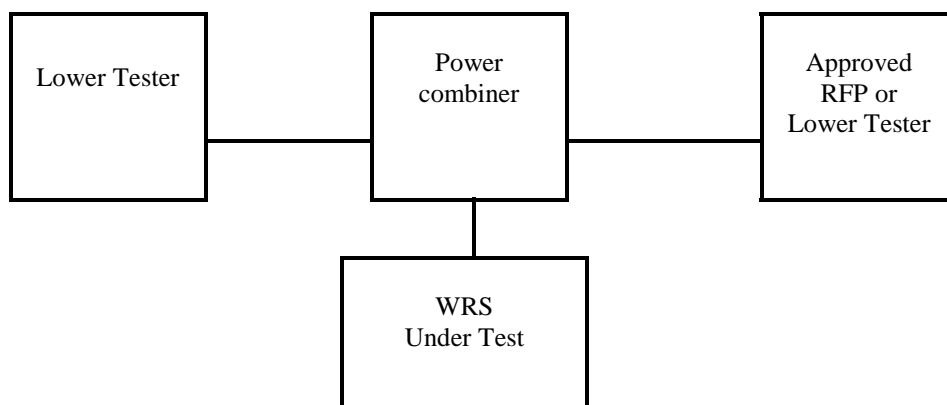 Lower Tester
Power
combiner
Approved
RFP or
Lower Tester
WRS
Under Test